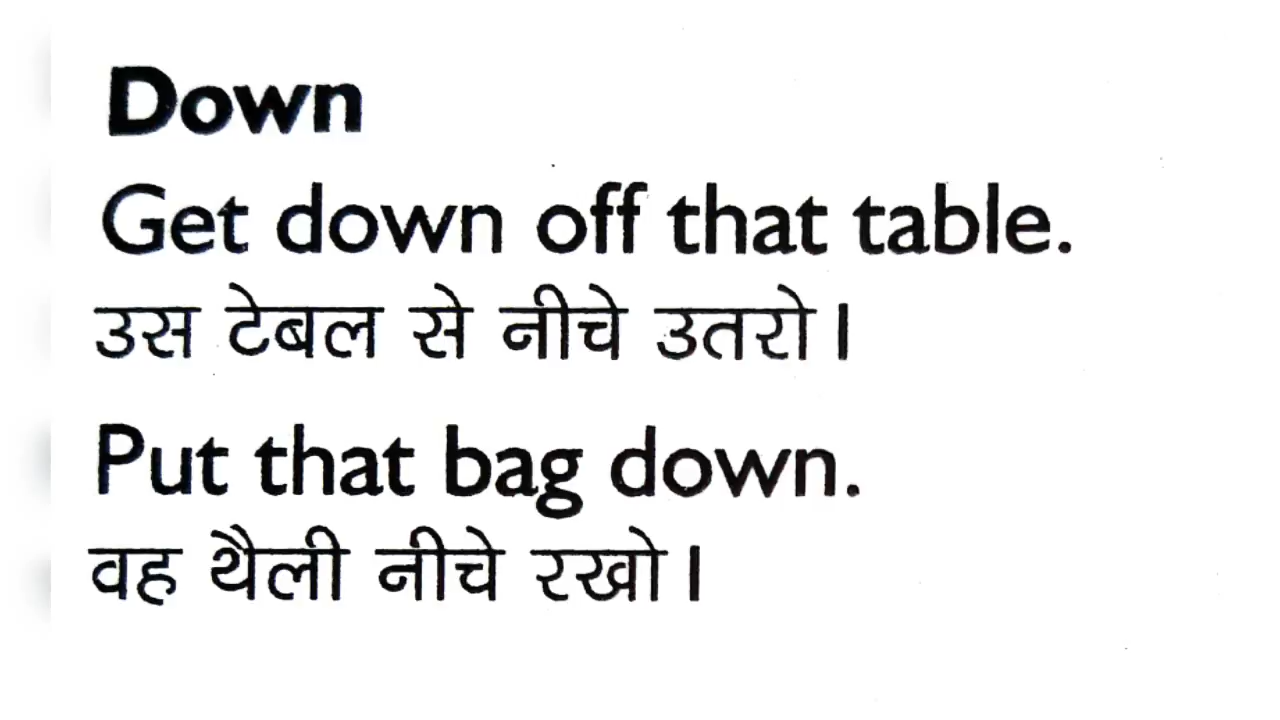 Down
Get down off that table.
उस टेबल से नीचे उतरो।
Put that bag down.
वह थैली नीचे रखो।